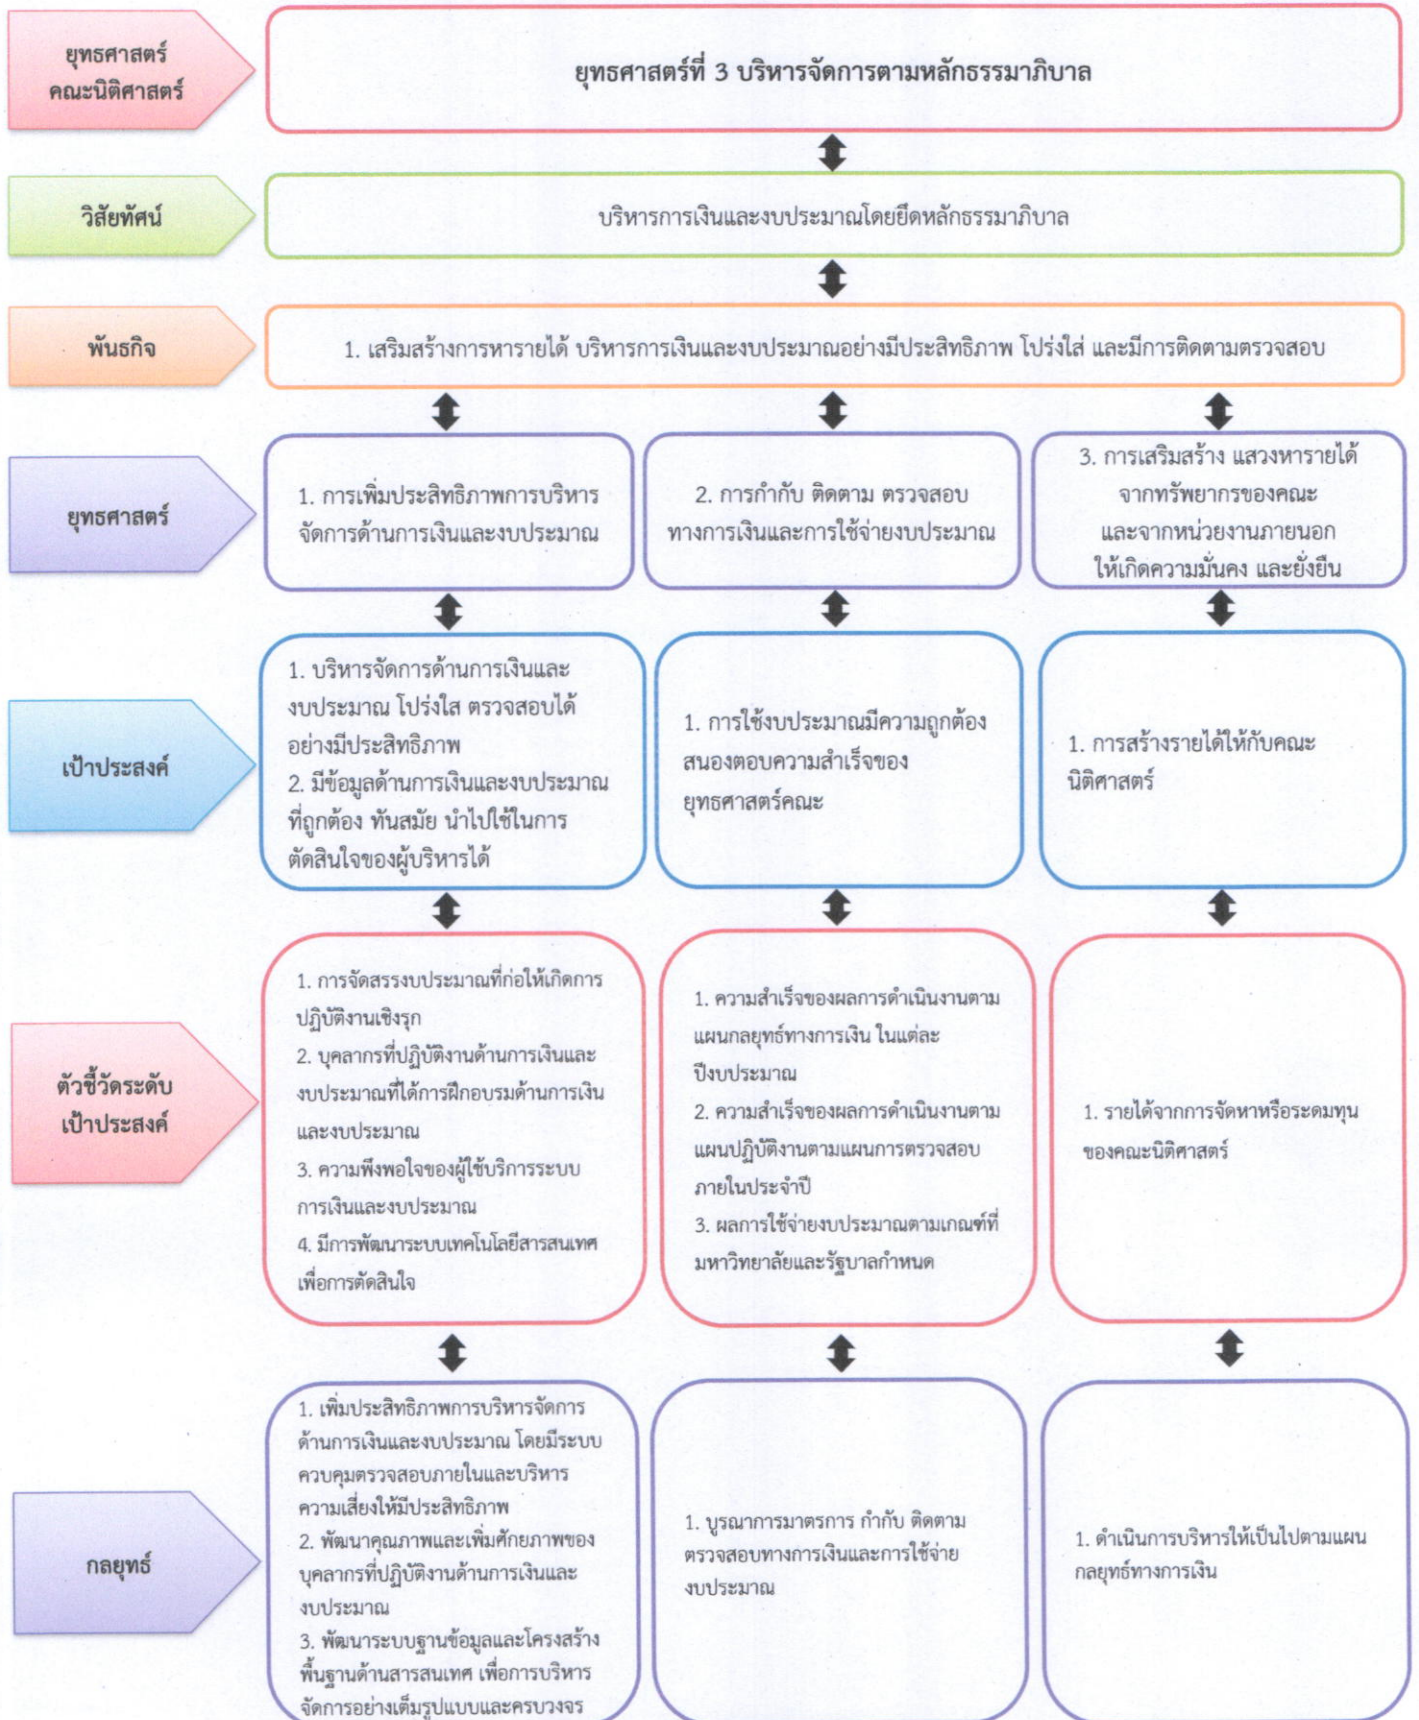 ยุทธศาสตร์
คณะนิติศาสตร์
ยุทธศาสตร์ที่ 3 บริหารจัดการตามหลักธรรมาภิบาล
วิสัยทัศน์
บริหารการเงินและงบประมาณโดยยึดหลักธรรมาภิบาล
พันธกิจ
1. เสริมสร้างการหารายได้ บริหารการเงินและงบประมาณอย่างมีประสิทธิภาพ โปร่งใส่ และมีการติดตามตรวจสอบ
ยุทธศาสตร์
1. การเพิ่มประสิทธิภาพการบริหาร
จัดการด้านการเงินและงบประมาณ
2. การกำกับ ติดตาม ตรวจสอบ
ทางการเงินและการใช้จ่ายงบประมาณ
3. การเสริมสร้าง แสวงหารายได้
จากทรัพยากรของคณะ
และจากหน่วยงานภายนอก
ให้เกิดความมั่นคง และยั่งยืน
เป้าประสงค์
1. บริหารจัดการด้านการเงินและ
งบประมาณ โปร่งใส ตรวจสอบได้
อย่างมีประสิทธิภาพ
2. มีข้อมูลด้านการเงินและงบประมาณ
ที่ถูกต้อง ทันสมัย นำไปใช้ในการ
ตัดสินใจของผู้บริหารได้
1. การใช้งบประมาณมีความถูกต้อง
สนองตอบความสำเร็จของ
ยุทธศาสตร์คณะ
1. การสร้างรายได้ให้กับคณะ
นิติศาสตร์
ตัวชี้วัดระดับ
เป้าประสงค์
1. การจัดสรรงบประมาณที่ก่อให้เกิดการ
ปฏิบัติงานเชิงรุก
2. บุคลากรที่ปฏิบัติงานด้านการเงินและ
งบประมาณที่ได้การฝึกอบรมด้านการเงิน
และงบประมาณ
3. ความพึงพอใจของผู้ใช้บริการระบบ
การเงินและงบประมาณ
4. มีการพัฒนาระบบเทคโนโลยีสารสนเทศ
เพื่อการตัดสินใจ
1. ความสำเร็จของผลการดำเนินงานตาม
แผนกลยุทธ์ทางการเงิน ในแต่ละ
ปีงบประมาณ
2. ความสำเร็จของผลการดำเนินงานตาม
แผนปฏิบัติงานตามแผนการตรวจสอบ
ภายในประจำปี
3. ผลการใช้จ่ายงบประมาณตามเกณฑ์ที่
มหาวิทยาลัยและรัฐบาลกำหนด
1. รายได้จากการจัดหาหรือระดมทุน
ของคณะนิติศาสตร์
กลยุทธ์
1. เพิ่มประสิทธิภาพการบริหารจัดการ
ด้านการเงินและงบประมาณ โดยมีระบบ
ควบคุมตรวจสอบภายในและบริหาร
ความเสี่ยงให้มีประสิทธิภาพ
2. พัฒนาคุณภาพและเพิ่มศักยภาพของ
บุคลากรที่ปฏิบัติงานด้านการเงินและ
งบประมาณ
3. พัฒนาระบบฐานข้อมูลและโครงสร้าง
พื้นฐานด้านสารสนเทศ เพื่อการบริหาร
จัดการอย่างเต็มรูปแบบและครบวงจร
1. บูรณาการมาตรการ กำกับ ติดตาม
ตรวจสอบทางการเงินและการใช้จ่าย
งบประมาณ
1. ดำเนินการบริหารให้เป็นไปตามแผน
กลยุทธ์ทางการเงิน